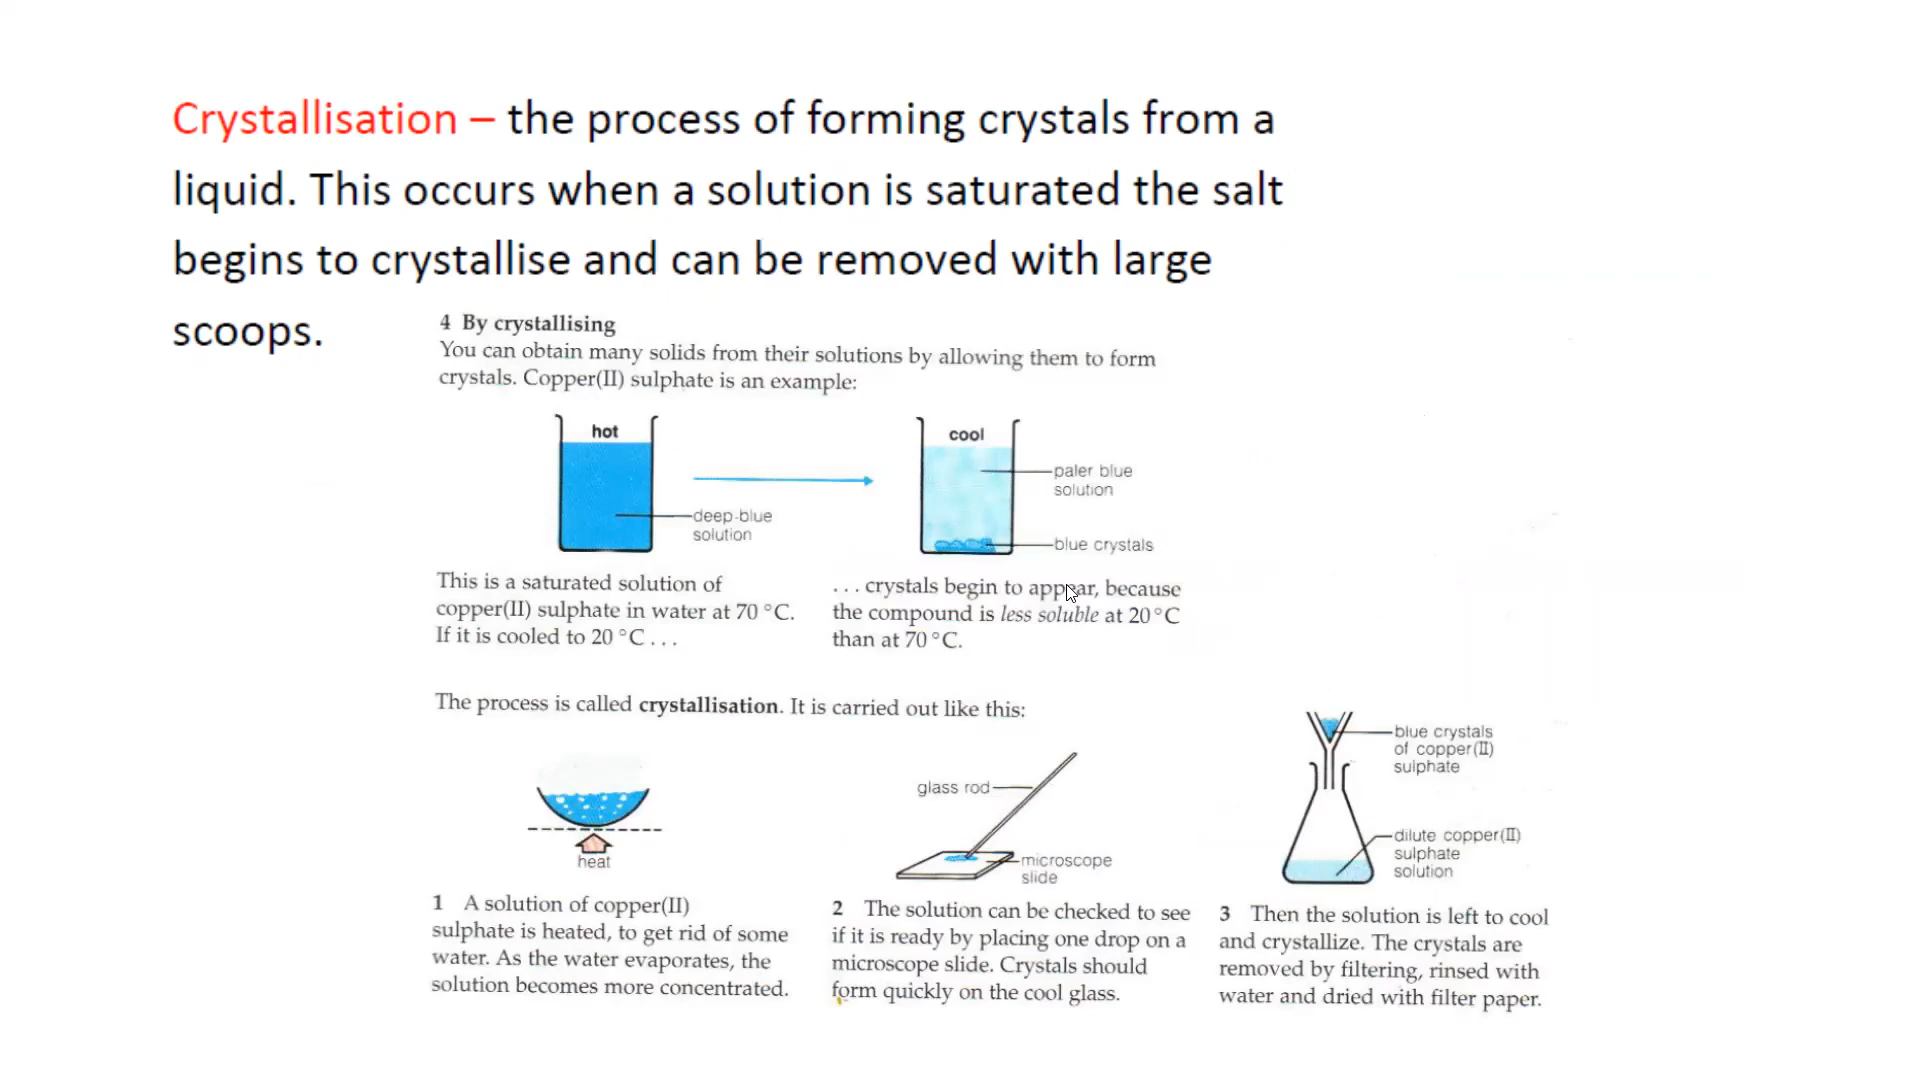 Crystallisation – the process of forming crystals from a
liquid. This occurs when a solution is saturated the salt
begins to crystallise and can be removed with large
scoops.
4 By crystallising
You can obtain many solids from their solutions by allowing them to form
crystals. Copper(II) sulphate is an example:
hot
deep-blue
solution
cool
paler blue
solution
blue crystals
This is a saturated solution of
copper(II) sulphate in water at 70 °C.
If it is cooled to 20 °C . . .
. . . crystals begin to appear, because
the compound is less soluble at 20 °C
than at 70 °C.
The process is called crystallisation. It is carried out like this:
heat
1 A solution of copper(II)
sulphate is heated, to get rid of some
water. As the water evaporates, the
solution becomes more concentrated.
glass rod
microscope
slide
2 The solution can be checked to see
if it is ready by placing one drop on a
microscope slide. Crystals should
form quickly on the cool glass.
blue crystals
of copper(II)
sulphate
dilute copper(II)
sulphate
solution
3 Then the solution is left to cool
and crystallize. The crystals are
removed by filtering, rinsed with
water and dried with filter paper.